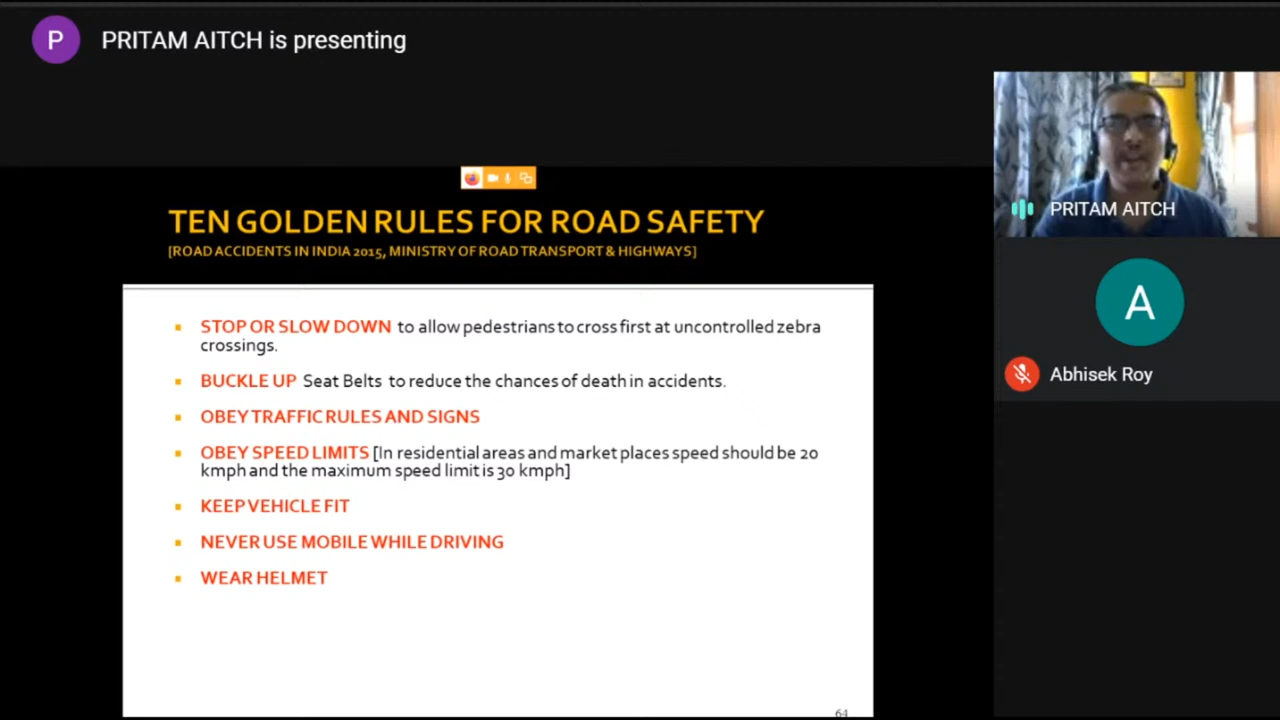 P
PRITAM AITCH is presenting
TEN GOLDEN RULES FOR ROAD SAFETY
[ROAD ACCIDENTS IN INDIA 2015, MINISTRY OF ROAD TRANSPORT & HIGHWAYS]
STOP OR SLOW DOWN to allow pedestrians to cross first at uncontrolled zebra
crossings.
BUCKLE UP Seat Belts to reduce the chances of death in accidents.
OBEY TRAFFIC RULES AND SIGNS
OBEY SPEED LIMITS [In residential areas and market places speed should be 20
kmph and the maximum speed limit is 30 kmph]
KEEP VEHICLE FIT
NEVER USE MOBILE WHILE DRIVING
WEAR HELMET
64
PRITAM AITCH
A
Abhisek Roy